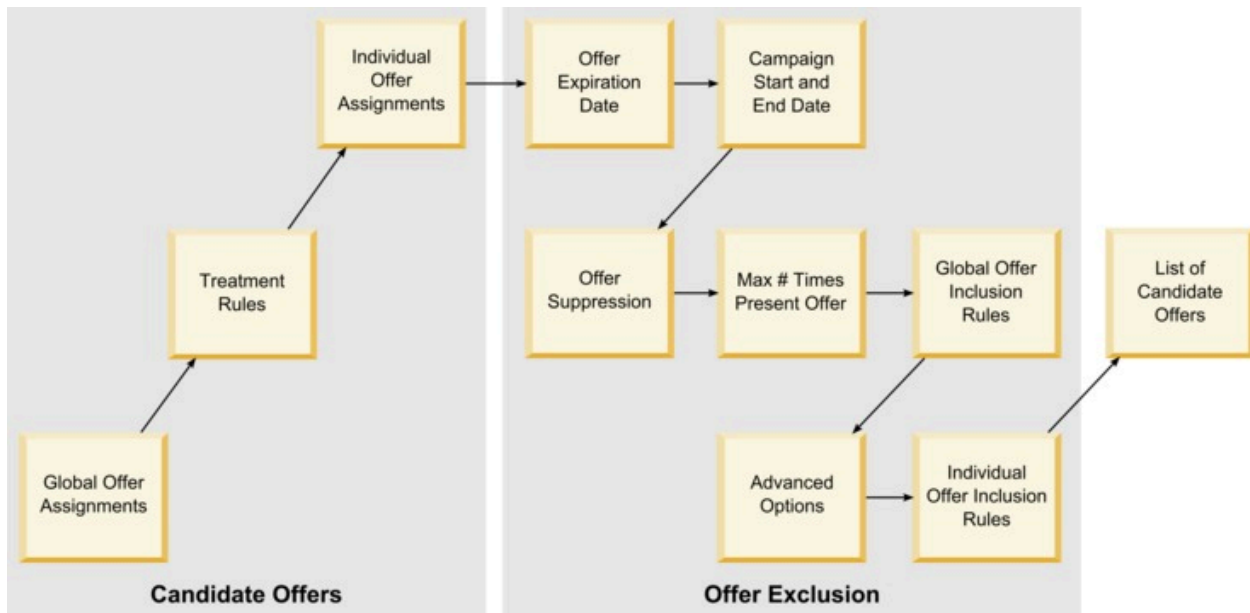 Individual
Offer
Assignments
Offer
Expiration
Date
Campaign
Start and
End Date
Treatment
Rules
Offer
Suppression
Max # Times
Present Offer
Global Offer
Inclusion
Rules
List of
Candidate
Offers
Global Offer
Assignments
Advanced
Options
Individual
Offer Inclusion
Rules
Candidate Offers
Offer Exclusion